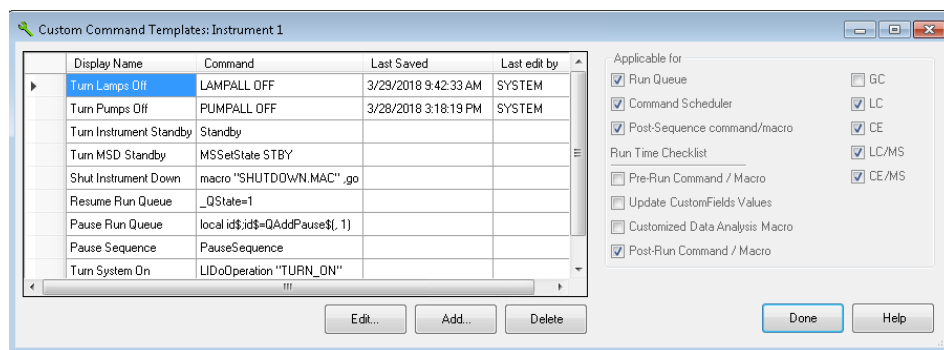 Custom Command Templates: Instrument 1
Display Name Command Last Saved Last edit by
Turn Lamps Off LAMPALL OFF 3/29/2018 9:42:33 AM SYSTEM
Turn Pumps Off PUMPALL OFF 3/28/2018 3:18:19 PM SYSTEM
Turn Instrument Standby Standby
Turn MSD Standby MSSetState STBY
Shut Instrument Down macro "SHUTDOWN.MAC" ,go
Resume Run Queue _QState=1
Pause Run Queue local id$;id$=QAddPause$(, 1)
Pause Sequence PauseSequence
Turn System On LIDoOperation "TURN_ON"
Edit... Add... Delete
Applicable for
Run Queue GC
Command Scheduler LC
Post-Sequence command/macro CE
Run Time Checklist LC/MS
Pre-Run Command / Macro CE/MS
Update CustomFields Values
Customized Data Analysis Macro
Post-Run Command / Macro
Done Help